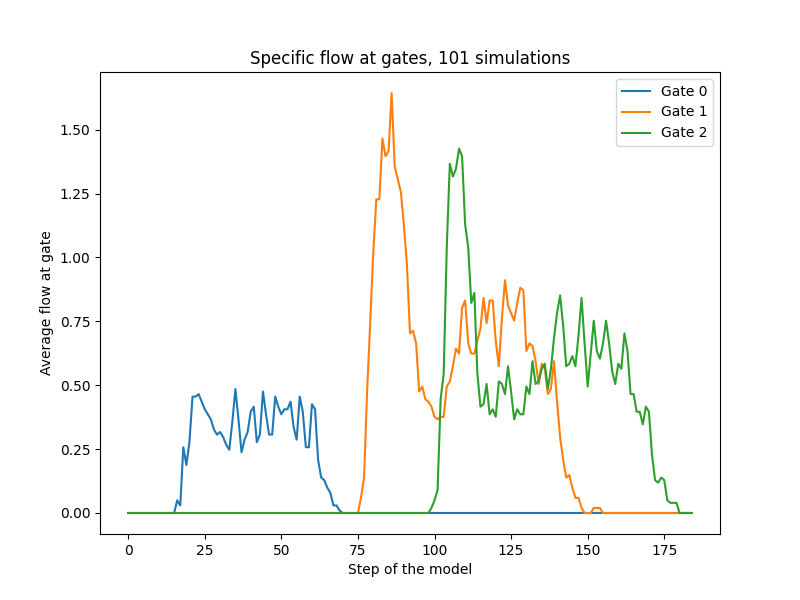 Specific flow at gates, 101 simulations
Gate 0
Gate 1
Gate 2
Average flow at gate
1.50
1.25
1.00
0.75
0.50
0.25
0.00
0 25 50 75 100 125 150 175
Step of the model